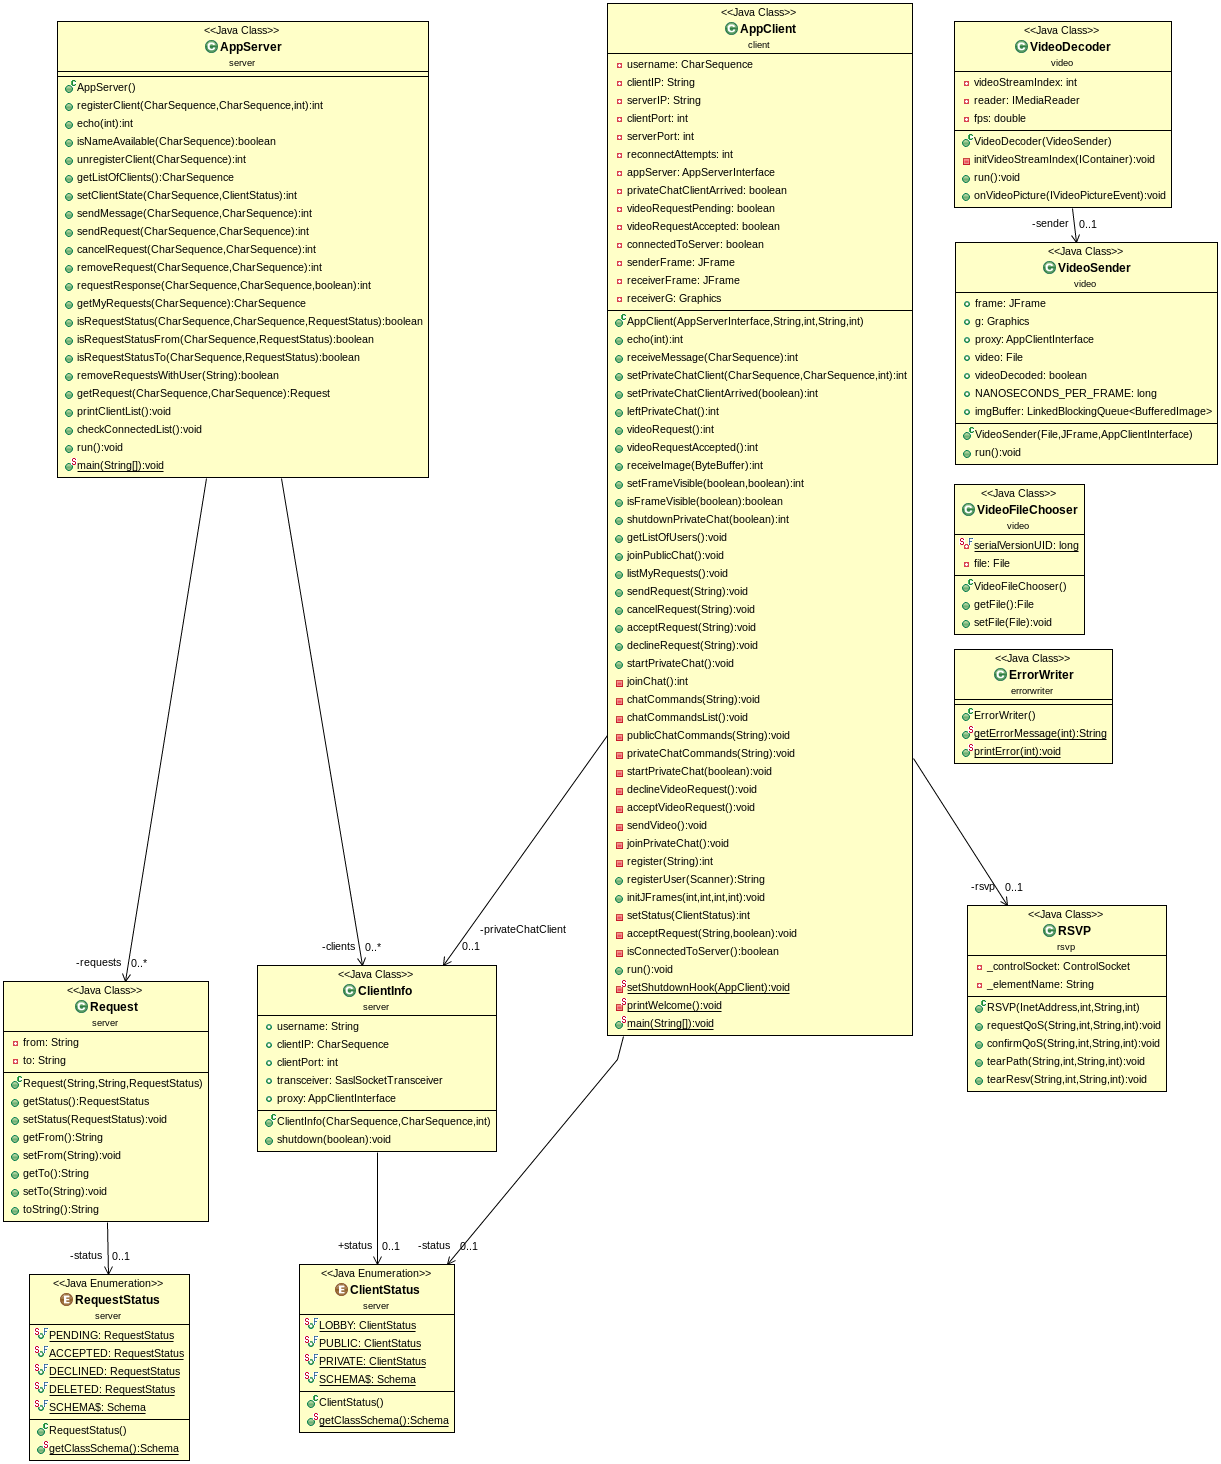 <<Java Class>>
AppServer
server
AppServer()
registerClient(CharSequence,CharSequence,int):int
echo(int):int
isNameAvailable(CharSequence):boolean
unregisterClient(CharSequence):int
getListOfClients():CharSequence
setClientState(CharSequence,ClientStatus):int
sendMessage(CharSequence,CharSequence):int
sendRequest(CharSequence,CharSequence):int
cancelRequest(CharSequence,CharSequence):int
removeRequest(CharSequence,CharSequence):int
requestResponse(CharSequence,CharSequence,boolean):int
getMyRequests(CharSequence):CharSequence
isRequestStatus(CharSequence,CharSequence,RequestStatus):boolean
isRequestStatusFrom(CharSequence,RequestStatus):boolean
isRequestStatusTo(CharSequence,RequestStatus):boolean
removeRequestsWithUser(String):boolean
getRequest(CharSequence,CharSequence):Request
printClientList():void
checkConnectedList():void
run():void
main(String[]):void
<<Java Class>>
AppClient
client
username: CharSequence
clientIP: String
serverIP: String
clientPort: int
serverPort: int
reconnectAttempts: int
appServer: AppServerInterface
privateChatClientArrived: boolean
videoRequestPending: boolean
videoRequestAccepted: boolean
connectedToServer: boolean
senderFrame: JFrame
receiverFrame: JFrame
receiverG: Graphics
AppClient(AppServerInterface,String,int,String,int)
echo(int):int
receiveMessage(CharSequence):int
setPrivateChatClient(CharSequence,CharSequence,int):int
setPrivateChatClientArrived(boolean):int
leftPrivateChat():int
videoRequest():int
videoRequestAccepted():int
receiveImage(ByteBuffer):int
setFrameVisible(boolean,boolean):int
isFrameVisible(boolean):boolean
shutdownPrivateChat(boolean):int
getListOfUsers():void
joinPublicChat():void
listMyRequests():void
sendRequest(String):void
cancelRequest(String):void
acceptRequest(String):void
declineRequest(String):void
startPrivateChat():void
joinChat():int
chatCommands(String):void
chatCommandsList():void
publicChatCommands(String):void
privateChatCommands(String):void
startPrivateChat(boolean):void
declineVideoRequest():void
acceptVideoRequest():void
sendVideo():void
joinPrivateChat():void
register(String):int
registerUser(Scanner):String
initJFrames(int,int,int,int):void
setStatus(ClientStatus):int
acceptRequest(String,boolean):void
isConnectedToServer():boolean
run():void
setShutdownHook(AppClient):void
printWelcome():void
main(String[]):void
<<Java Class>>
VideoDecoder
video
videoStreamIndex: int
reader: IMediaReader
fps: double
VideoDecoder(VideoSender)
initVideoStreamIndex(IContainer):void
run():void
onVideoPicture(IVideoPictureEvent):void
-sender 0..1
<<Java Class>>
VideoSender
video
frame: JFrame
g: Graphics
proxy: AppClientInterface
video: File
videoDecoded: boolean
NANOSECONDS_PER_FRAME: long
imgBuffer: LinkedBlockingQueue<BufferedImage>
VideoSender(File,JFrame,AppClientInterface)
run():void
<<Java Class>>
VideoFileChooser
video
serialVersionUID: long
file: File
VideoFileChooser()
getFile():File
setFile(File):void
<<Java Class>>
ErrorWriter
errorwriter
ErrorWriter()
getErrorMessage(int):String
printError(int):void
-rsvp 0..1
<<Java Class>>
RSVP
rsvp
_controlSocket: ControlSocket
_elementName: String
RSVP(InetAddress,int,String,int)
requestQoS(String,int,String,int):void
confirmQoS(String,int,String,int):void
tearPath(String,int,String,int):void
tearResv(String,int,String,int):void
-requests 0..*
<<Java Class>>
Request
server
from: String
to: String
Request(String,String,RequestStatus)
getStatus():RequestStatus
setStatus(RequestStatus):void
getFrom():String
setFrom(String):void
getTo():String
setTo(String):void
toString():String
-clients 0..*
-privateChatClient
0..1
<<Java Class>>
ClientInfo
server
username: String
clientIP: CharSequence
clientPort: int
transceiver: SaslSocketTransceiver
proxy: AppClientInterface
ClientInfo(CharSequence,CharSequence,int)
shutdown(boolean):void
-status 0..1
<<Java Enumeration>>
RequestStatus
server
PENDING: RequestStatus
ACCEPTED: RequestStatus
DECLINED: RequestStatus
DELETED: RequestStatus
SCHEMA$: Schema
RequestStatus()
getClassSchema():Schema
+status 0..1
-status 0..1
<<Java Enumeration>>
ClientStatus
server
LOBBY: ClientStatus
PUBLIC: ClientStatus
PRIVATE: ClientStatus
SCHEMA$: Schema
ClientStatus()
getClassSchema():Schema